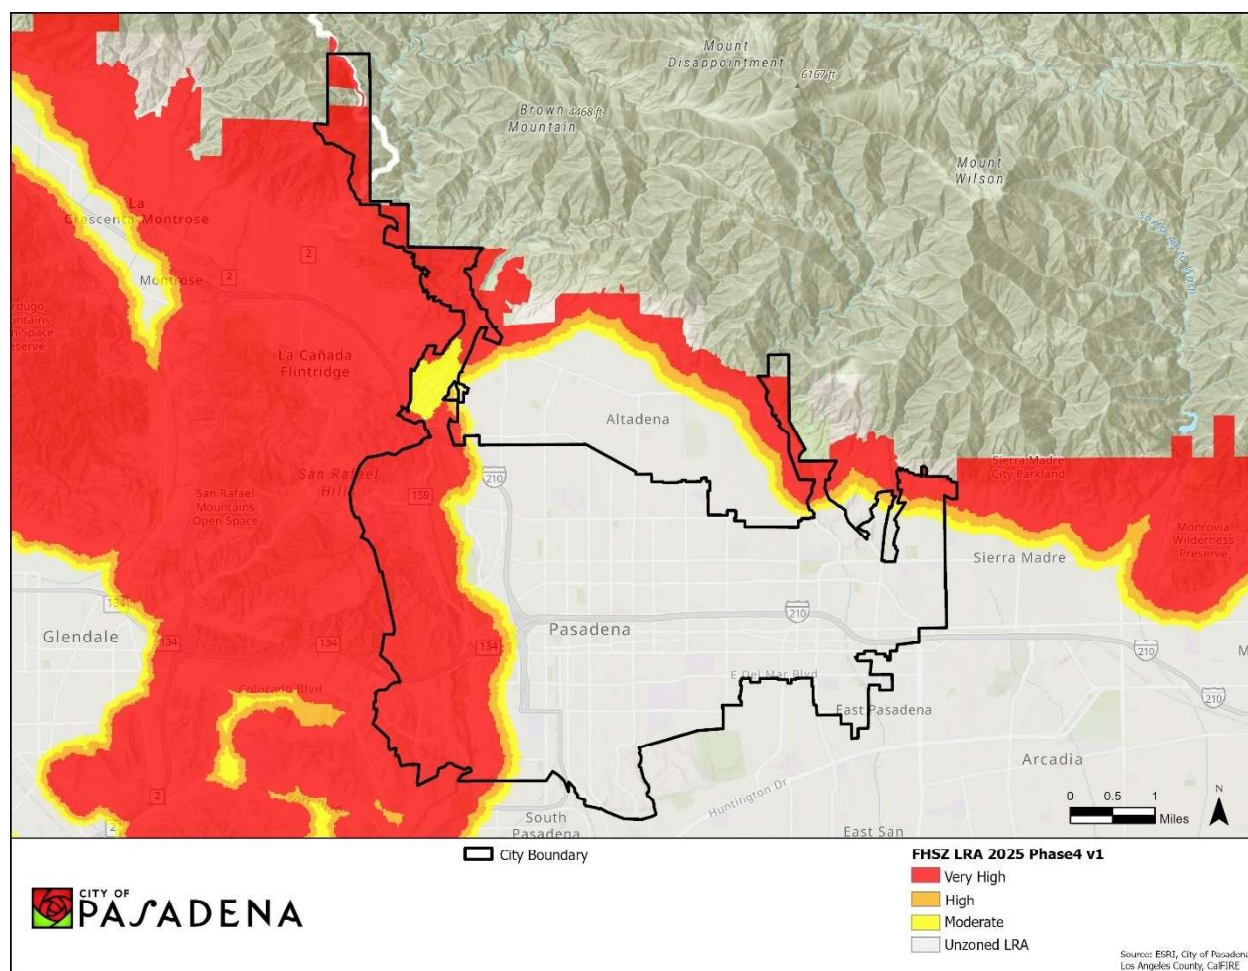 Mount
Disappointment
6167 ft
Brown
Mountain
4468 ft
Mount
Wilson
Santa Anita Wash
La
Crescenta-Montrose
Montrose
2
2
La Cañada
Flintridge
Altadena
San Rafael
Hills
San Rafael
Mountains
Open Space
159
210
Sierra Madre
City Parkland
Monrovia
Wilderness
Preserve
Sierra Madre
134
Glendale
134
134
134
Pasadena
210
210
210
E Del Mar Blvd
East Pasadena
Colorado Blvd
Arcadia
Huntington Dr
2
2
South
Pasadena
East San
0 0.5 1
Miles
N
City Boundary
CITY OF
PASADENA
FHSZ LRA 2025 Phase4 v1
Very High
High
Moderate
Unzoned LRA
Source: ESRI, City of Pasadena
Los Angeles County, CalFIRE